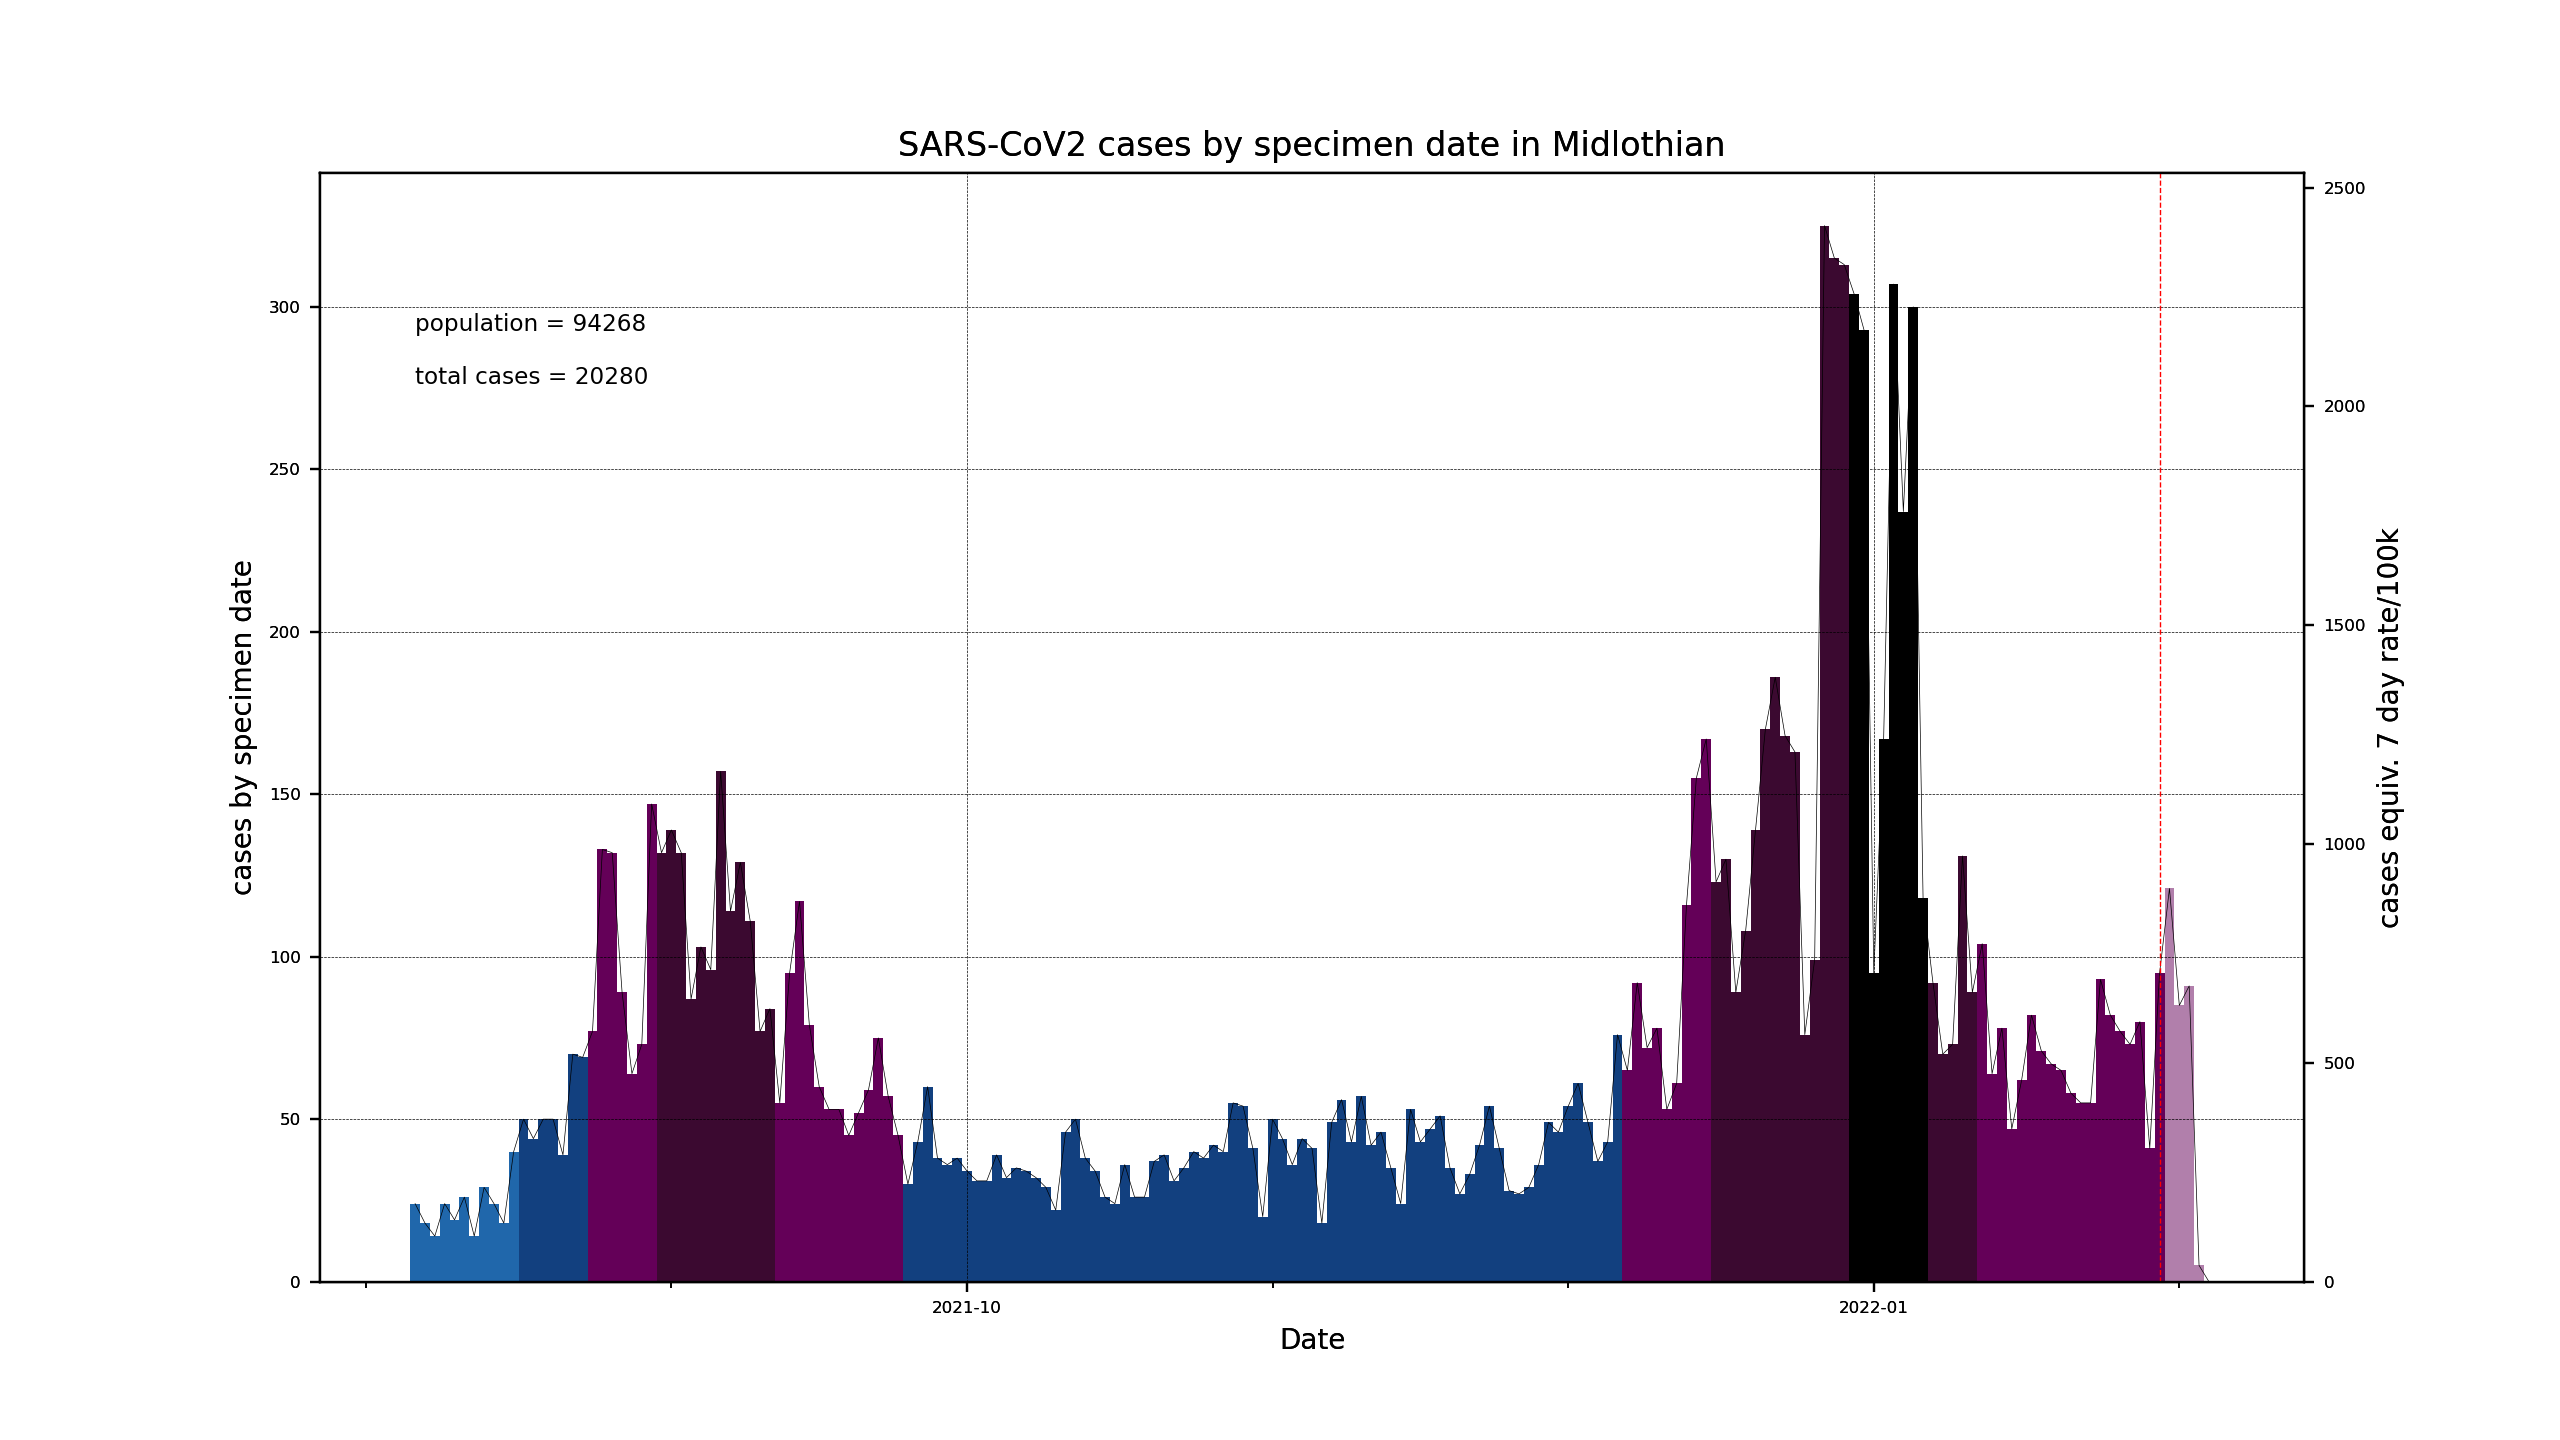 SARS-CoV2 cases by specimen date in Midlothian
population = 94268
total cases = 20280
cases by specimen date
300
250
200
150
100
50
0
2500
2000
1500
1000
500
0
cases equiv. 7 day rate/100k
2021-10
2022-01
Date